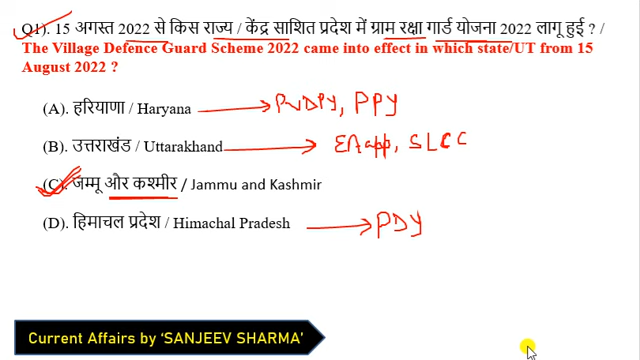 Q1). 15 अगस्त 2022 से किस राज्य / केंद्र साशित प्रदेश में ग्राम रक्षा गार्ड योजना 2022 लागू हुई ? /
The Village Defence Guard Scheme 2022 came into effect in which state/UT from 15
August 2022 ?
(A). हरियाणा / Haryana PVDPY, PPY
(B). उत्तराखंड / Uttarakhand EAapp, SLCC
(C). जम्मू और कश्मीर / Jammu and Kashmir
(D). हिमाचल प्रदेश / Himachal Pradesh PDY
Current Affairs by ‘SANJEEV SHARMA’